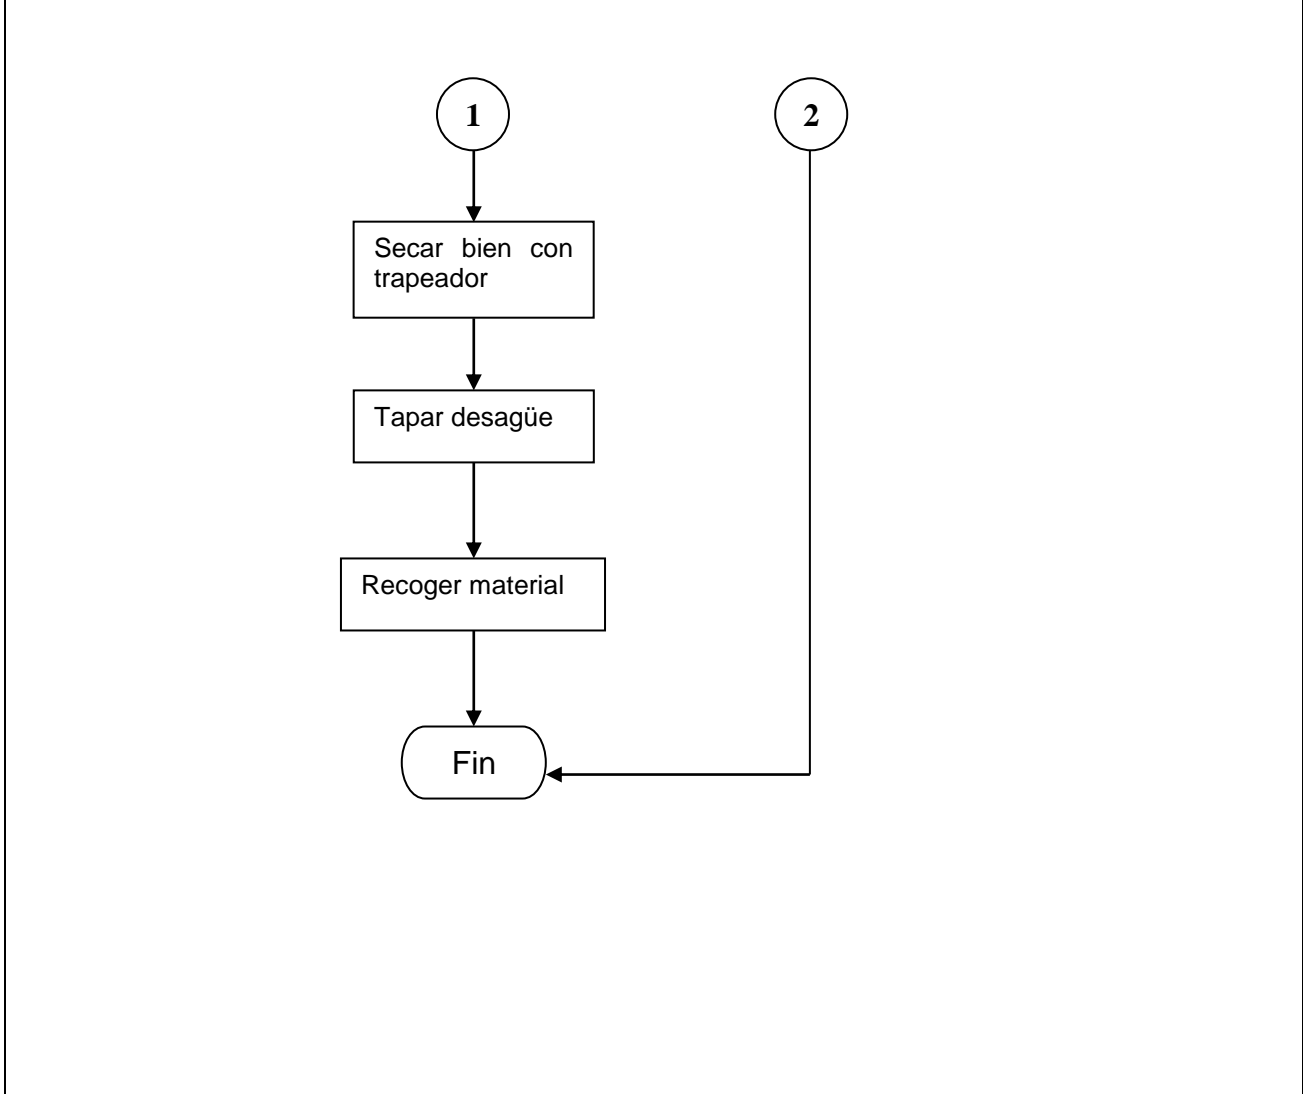 1
2
Secar bien con
trapeador
Tapar desagüe
Recoger material
Fin